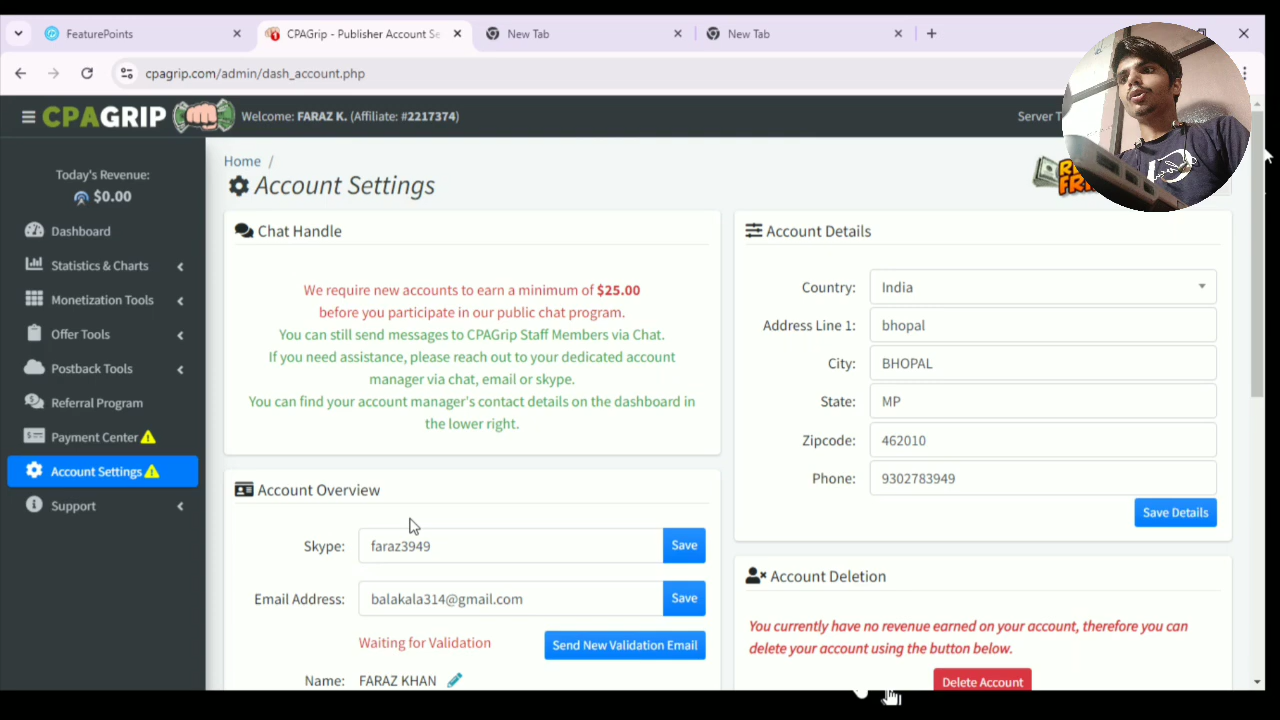 FeaturePoints
CPAGrip - Publisher Account Se
New Tab
New Tab
cpagrip.com/admin/dash_account.php
CPAGRIP
Welcome: FARAZ K. (Affiliate: #2217374)
Server T
Today's Revenue:
$0.00
Dashboard
Statistics & Charts
Monetization Tools
Offer Tools
Postback Tools
Referral Program
Payment Center
Account Settings
Support
Home /
Account Settings
Chat Handle
We require new accounts to earn a minimum of $25.00
before you participate in our public chat program.
You can still send messages to CPAGrip Staff Members via Chat.
If you need assistance, please reach out to your dedicated account
manager via chat, email or skype.
You can find your account manager's contact details on the dashboard in
the lower right.
Account Overview
Skype: faraz3949 Save
Email Address: balakala314@gmail.com Save
Waiting for Validation Send New Validation Email
Name: FARAZ KHAN
Account Details
Country: India
Address Line 1: bhopal
City: BHOPAL
State: MP
Zipcode: 462010
Phone: 9302783949
Save Details
Account Deletion
You currently have no revenue earned on your account, therefore you can
delete your account using the button below.
Delete Account